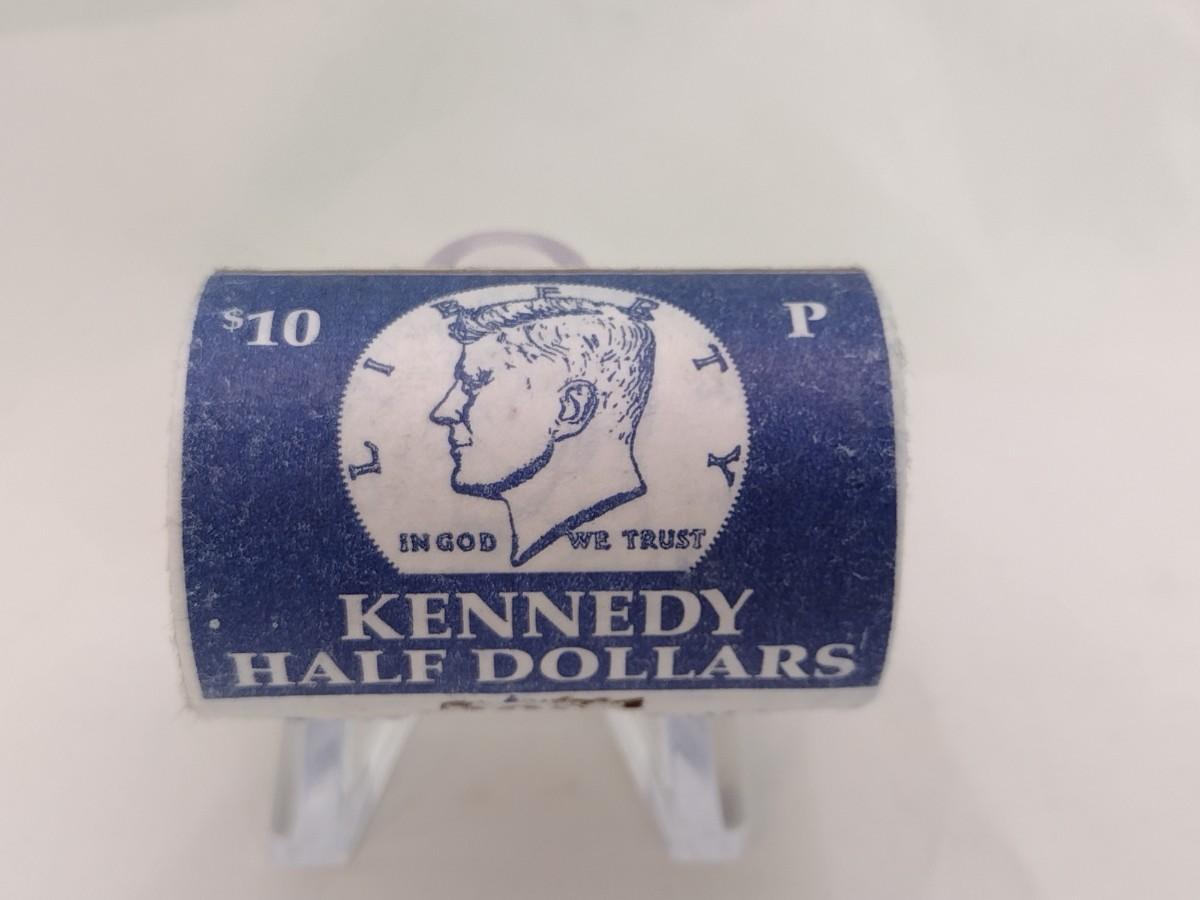 $10
P
LIBERTY
IN GOD WE TRUST
KENNEDY
HALF DOLLARS